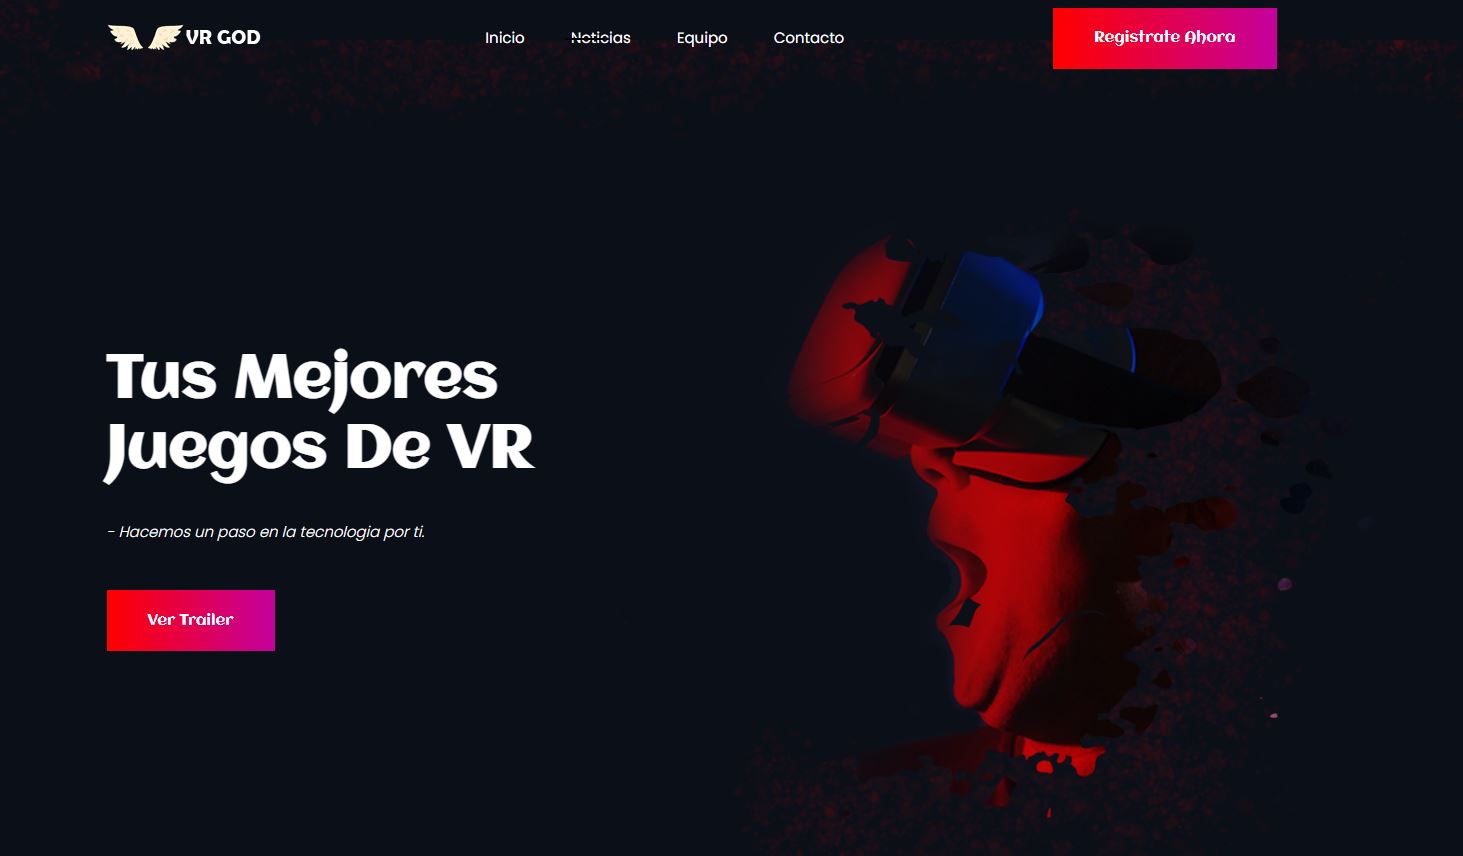 VR GOD
Inicio
Noticias
Equipo
Contacto
Registrate Ahora
Tus Mejores
Juegos De VR
- Hacemos un paso en la tecnologia por ti.
Ver Trailer